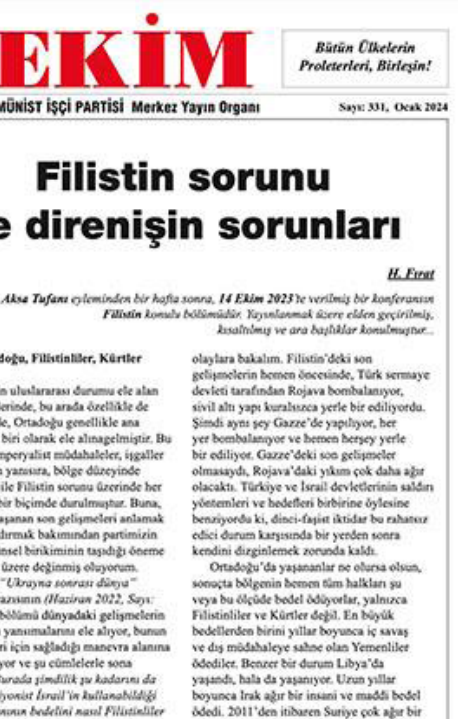 EKİM
Bütün Ülkelerin
Proleterleri, Birleşin!
MÜNİST İŞÇİ PARTİSİ Merkez Yayın Organı
Sayı: 331, Ocak 2024
Filistin sorunu
e direnişin sorunları
H. Fırat
Aksa Tufanı eyleminden bir hafta sonra, 14 Ekim 2023'te verilmiş bir konferansın
Filistin konulu bölümüdür. Yayınlanmak üzere elden geçirilmiş,
kısaltılmış ve ara başlıklar konulmuştur...
doğu, Filistinliler, Kürtler
n uluslararası durumu ele alan
lerinde, bu arada özellikle de
le, Ortadoğu genellikle ana
biri olarak ele alınagelmiştir. Bu
mperyalist müdahaleler, işgaller
n yanısıra, bölge düzeyinde
ile Filistin sorunu üzerinde her
bir biçimde durulmuştur. Buna,
aşanan son gelişmeleri anlamak
dırmak bakımından partimizin
nsel birikiminin taşıdığı öneme
üzere değinmiş oluyorum.
"Ukrayna sonrası dünya"
azısının (Haziran 2022, Sayı:
bölümü dünyadaki gelişmelerin
yansımalarını ele alıyor, bunun
ri için sağladığı manevra alanına
yor ve şu cümlelerle sona
urada şimdilik şu kadarını da
yonist İsrail'in kullanabildiği
nının bedelini nasıl Filistinliler
olaylara bakalım. Filistin'deki son
gelişmelerin hemen öncesinde, Türk sermaye
devleti tarafından Rojava bombalanıyor,
sivil altı yapı kuralsızca yerle bir ediliyordu.
Şimdi aynı şey Gazze'de yapılıyor, her
yer bombalanıyor ve hemen herşey yerle
bir ediliyor. Gazze'deki son gelişmeler
olmasaydı, Rojava'daki yıkım çok daha ağır
olacaktı. Türkiye ve İsrail devletlerinin saldırı
yöntemleri ve hedefleri birbirine öylesine
benziyordu ki, dinci-faşist iktidar bu rahatsız
edici durum karşısında bir yerden sonra
kendini dizginlemek zorunda kaldı.
Ortadoğu'da yaşananlar ne olursa olsun,
sonuçta bölgenin hemen tüm halkları şu
veya bu ölçüde bedel ödüyorlar, yalnızca
Filistinliler ve Kürtler değil. En büyük
bedellerden birini yıllar boyunca iç savaş
ve dış müdahaleye sahne olan Yemenliler
ödediler. Benzer bir durum Libya'da
yaşandı, hala da yaşanıyor. Uzun yıllar
boyunca Irak ağır bir insani ve maddi bedel
ödedi. 2011'den itibaren Suriye çok ağır bir